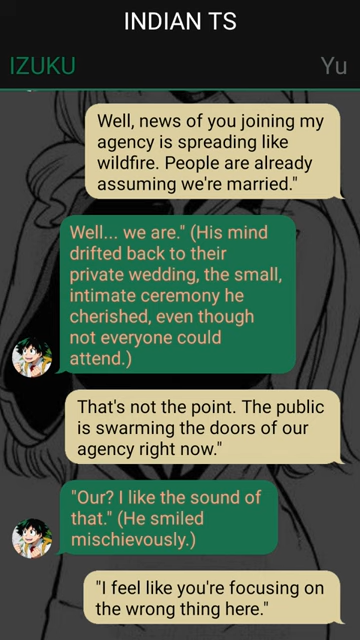 INDIAN TS
IZUKU Yu
Well, news of you joining my
agency is spreading like
wildfire. People are already
assuming we're married."
Well... we are." (His mind
drifted back to their
private wedding, the small,
intimate ceremony he
cherished, even though
not everyone could
attend.)
That's not the point. The public
is swarming the doors of our
agency right now."
"Our? I like the sound of
that." (He smiled
mischievously.)
"I feel like you're focusing on
the wrong thing here."